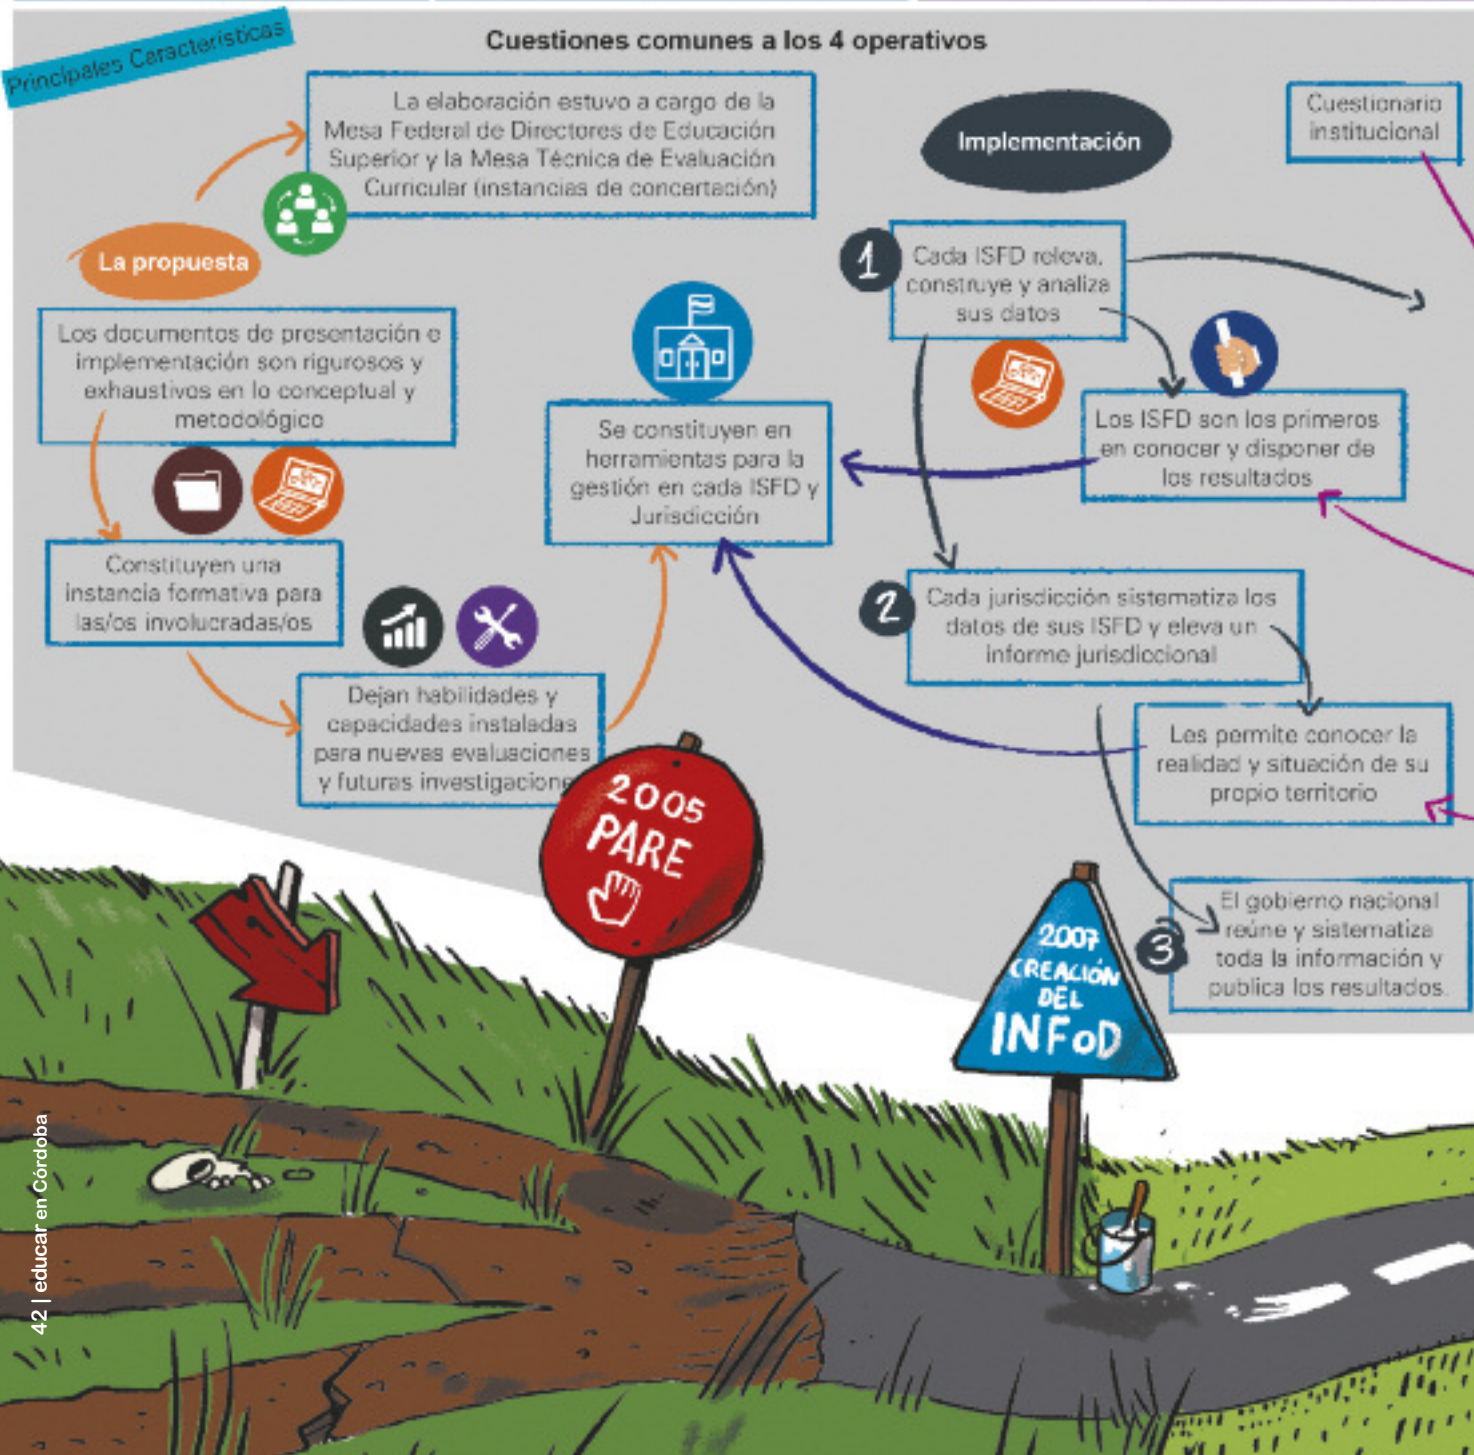 Principales Características
Cuestiones comunes a los 4 operativos
La elaboración estuvo a cargo de la
Mesa Federal de Directores de Educación
Superior y la Mesa Técnica de Evaluación
Curricular (instancias de concertación)
La propuesta
Los documentos de presentación e
implementación son rigurosos y
exhaustivos en lo conceptual y
metodológico
Constituyen una
instancia formativa para
las/os involucradas/os
Dejan habilidades y
capacidades instaladas
para nuevas evaluaciones
y futuras investigacione
Se constituyen en
herramientas para la
gestión en cada ISFD y
Jurisdicción
Implementación
Cuestionario
institucional
1
Cada ISFD releva,
construye y analiza
sus datos
Los ISFD son los primeros
en conocer y disponer de
los resultados
2
Cada jurisdicción sistematiza los
datos de sus ISFD y eleva un
informe jurisdiccional
Les permite conocer la
realidad y situación de su
propio territorio
3
El gobierno nacional
reúne y sistematiza
toda la información y
publica los resultados.
2005
PARE
2007
CREACIÓN
DEL
INFoD
42 | educar en Córdoba